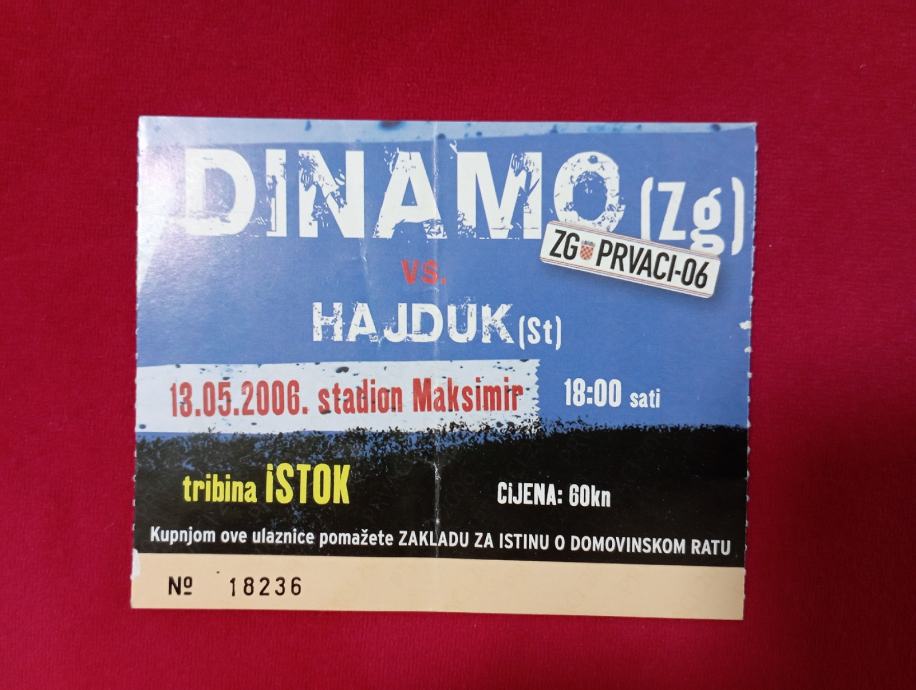 DINAMO (Zg)
ZG PRVACI-06
vs.
HAJDUK (St)
13.05.2006. stadion Maksimir 18:00 sati
tribina iSTOK CiJENA: 60kn
Kupnjom ove ulaznice pomažete ZAKLADU ZA ISTINU O DOMOVINSKOM RATU
Nº 18236